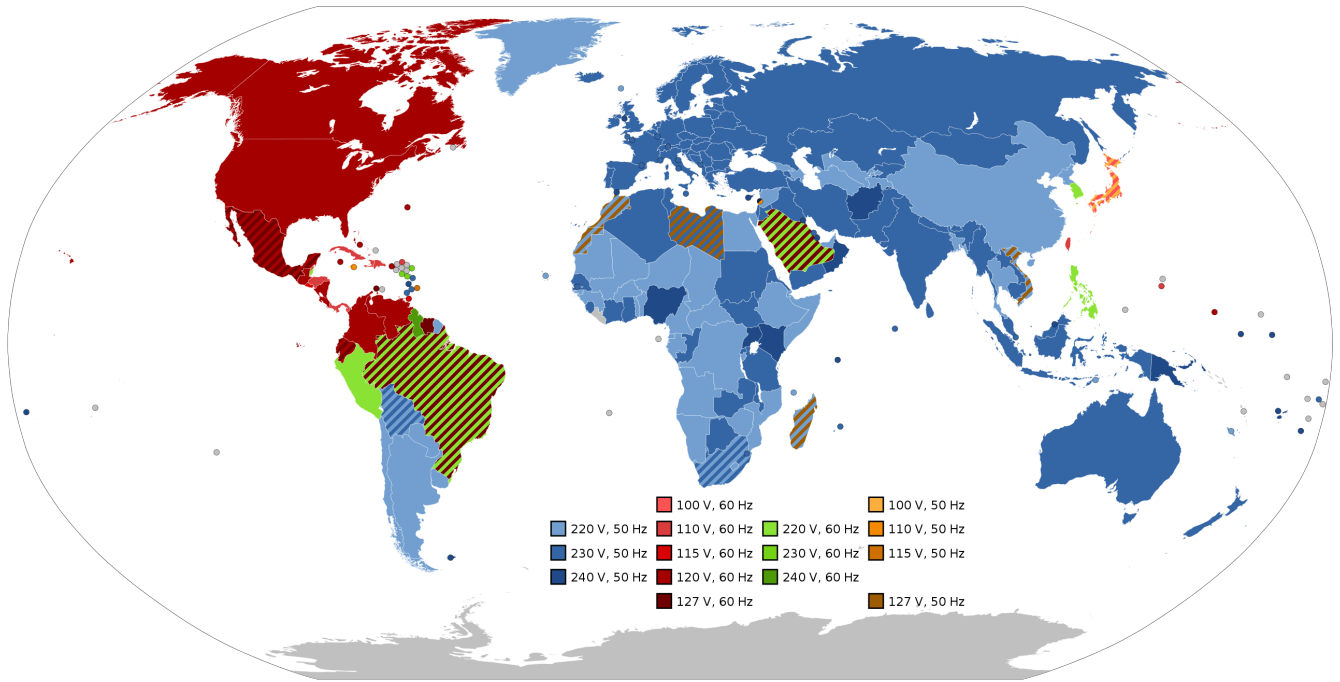 100 V, 60 Hz
100 V, 50 Hz
220 V, 50 Hz
110 V, 60 Hz
220 V, 60 Hz
110 V, 50 Hz
230 V, 50 Hz
115 V, 60 Hz
230 V, 60 Hz
115 V, 50 Hz
240 V, 50 Hz
120 V, 60 Hz
240 V, 60 Hz
127 V, 60 Hz
127 V, 50 Hz